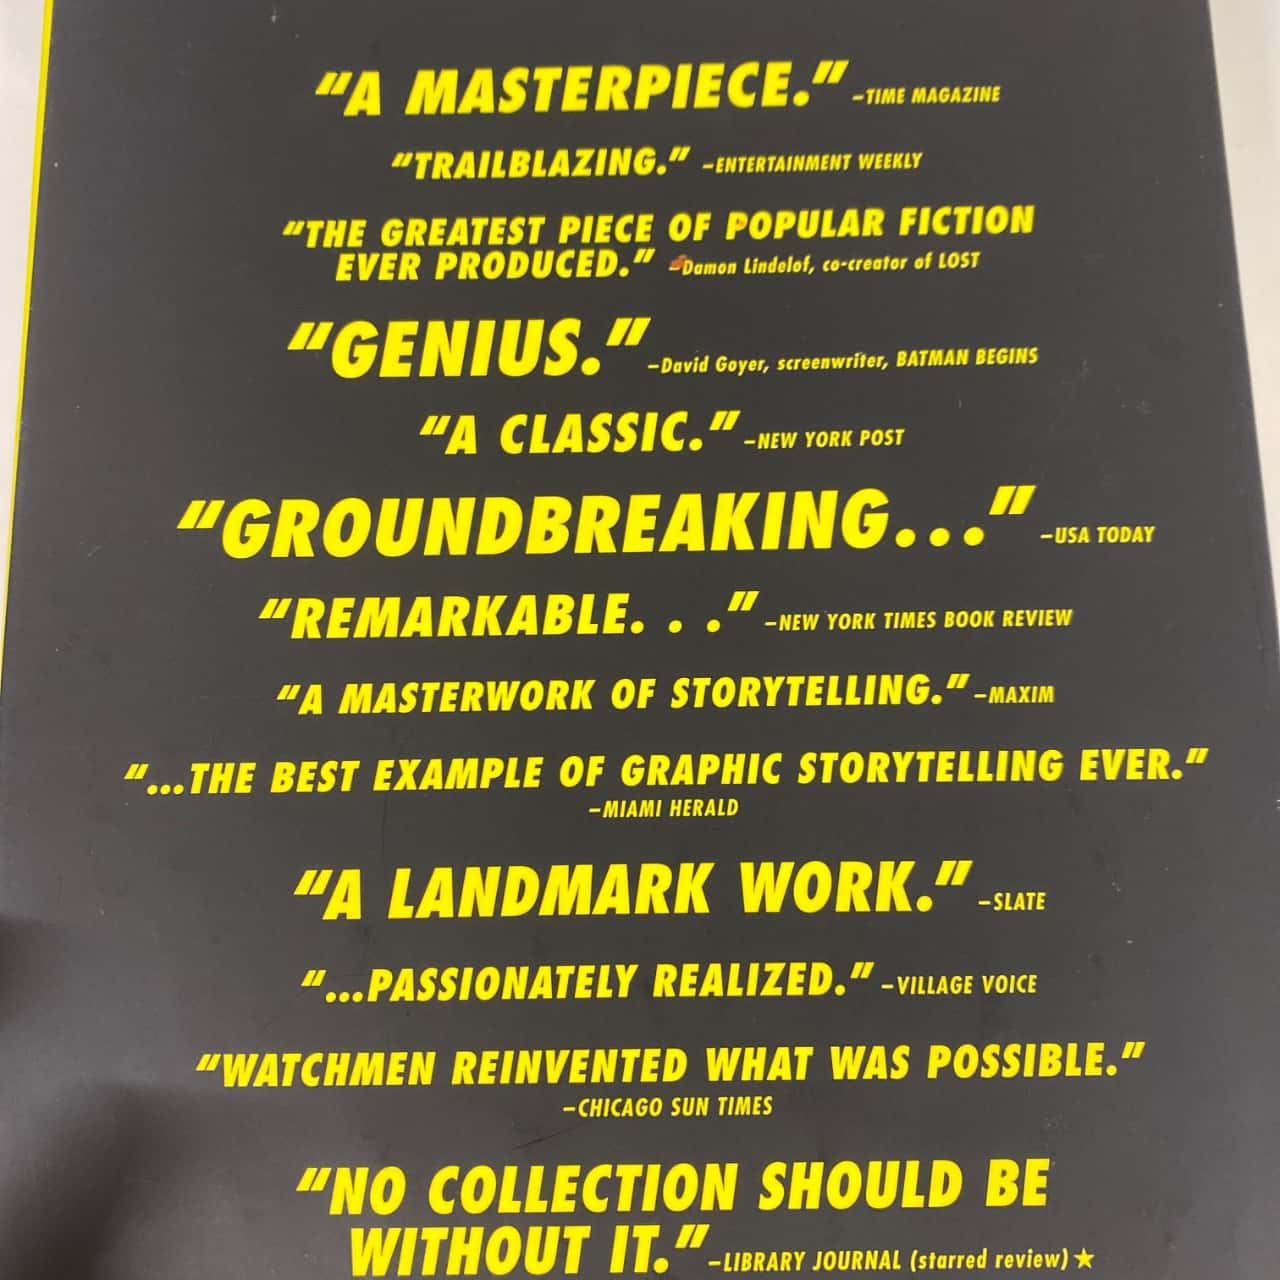 "A MASTERPIECE." –TIME MAGAZINE
"TRAILBLAZING." –ENTERTAINMENT WEEKLY
"THE GREATEST PIECE OF POPULAR FICTION
EVER PRODUCED." –Damon Lindelof, co-creator of LOST
"GENIUS." –David Goyer, screenwriter, BATMAN BEGINS
"A CLASSIC." –NEW YORK POST
"GROUNDBREAKING..." –USA TODAY
"REMARKABLE. . ." –NEW YORK TIMES BOOK REVIEW
"A MASTERWORK OF STORYTELLING." –MAXIM
"...THE BEST EXAMPLE OF GRAPHIC STORYTELLING EVER."
–MIAMI HERALD
"A LANDMARK WORK." –SLATE
"...PASSIONATELY REALIZED." –VILLAGE VOICE
"WATCHMEN REINVENTED WHAT WAS POSSIBLE."
–CHICAGO SUN TIMES
"NO COLLECTION SHOULD BE
WITHOUT IT." –LIBRARY JOURNAL (starred review) ★